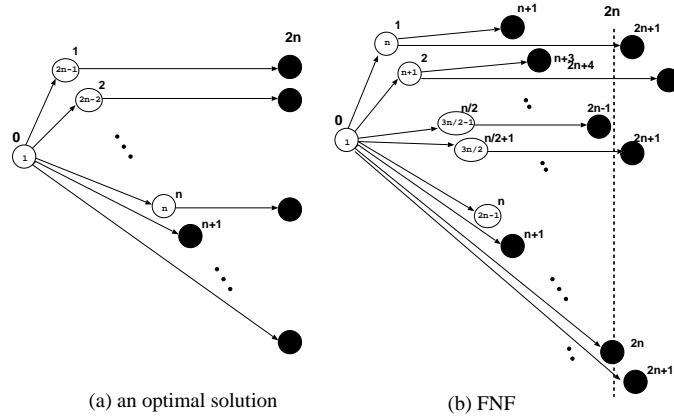 2n
1
2n-1
2
2n-2
0
1
n
n
n+1
(a) an optimal solution
2n
1
n+1
n
2n+1
2
n+3
2n+4
n+1
0
1
n/2
3n/2-1
2n-1
n/2+1
3n/2
2n+1
n
2n-1
n+1
2n
2n+1
(b) FNF